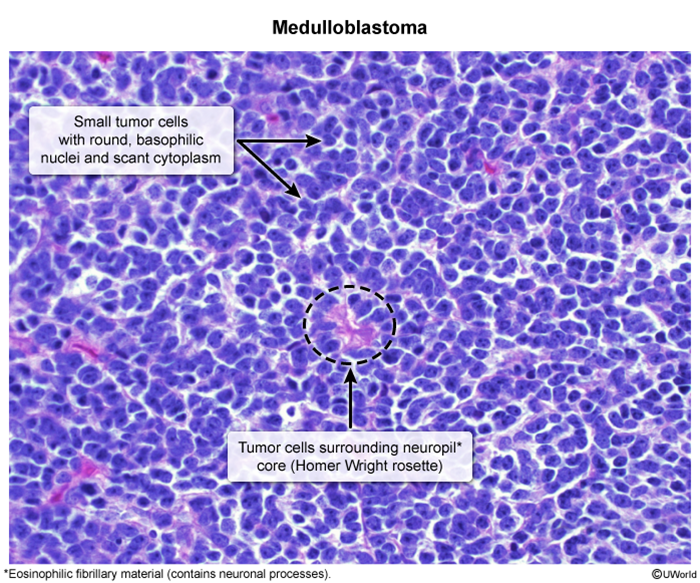 Medulloblastoma
Small tumor cells
with round, basophilic
nuclei and scant cytoplasm
Tumor cells surrounding neuropil*
core (Homer Wright rosette)
*Eosinophilic fibrillary material (contains neuronal processes).
©UWorld